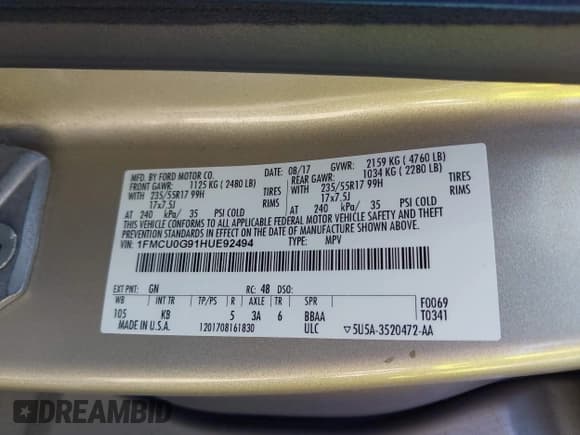 MFD. BY FORD MOTOR CO.
DATE: 08/17 GVWR: 2159 KG ( 4760 LB)
FRONT GAWR: 1125 KG ( 2480 LB) REAR GAWR: 1034 KG ( 2280 LB)
WITH 235/55R17 99H TIRES WITH 235/55R17 99H TIRES
17x7.5J 17x7.5J
AT 240 kPa/ 35 PSI COLD AT 240 kPa/ 35 PSI COLD
THIS VEHICLE CONFORMS TO ALL APPLICABLE FEDERAL MOTOR VEHICLE SAFETY, BUMPER, AND THEFT PREVENTION STANDARDS IN EFFECT ON THE DATE OF MANUFACTURE SHOWN ABOVE.
VIN: 1FMCU0G91HUE92494 TYPE: MPV
EXT PNT: GN RC: 48 DSO:
WB INT TR TP/PS R AXLE TR SPR F0069
105 KB 5 3A 6 BBAA T0341
MADE IN U.S.A. 1201708161830 ULC ▽5U5A-3520472-AA
DREAMBID